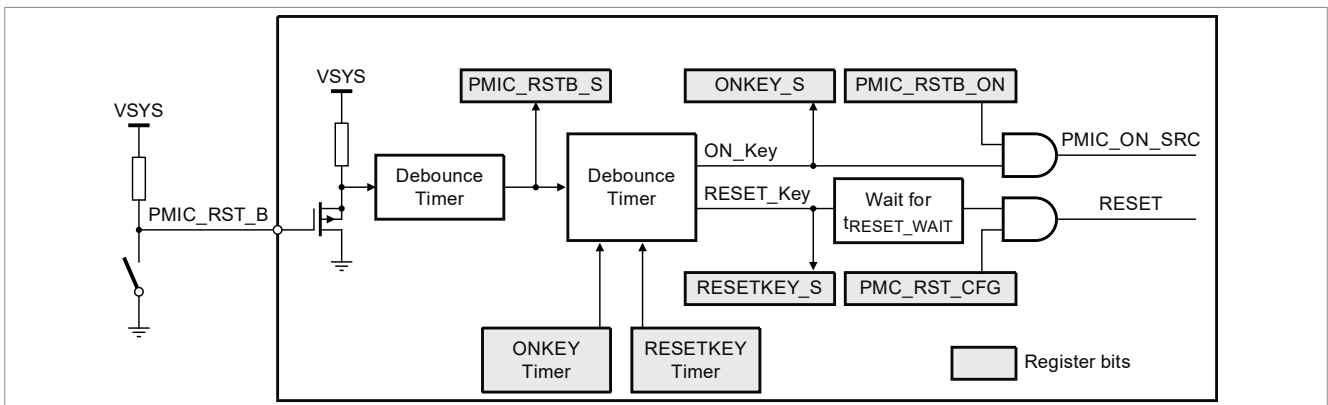 VSYS
VSYS
PMIC_RST_B
Debounce
Timer
PMIC_RSTB_S
Debounce
Timer
ONKEY_S
PMIC_RSTB_ON
ON_Key
PMIC_ON_SRC
RESET_Key
Wait for
tRESET_WAIT
RESET
RESETKEY_S
PMC_RST_CFG
ONKEY
Timer
RESETKEY
Timer
Register bits